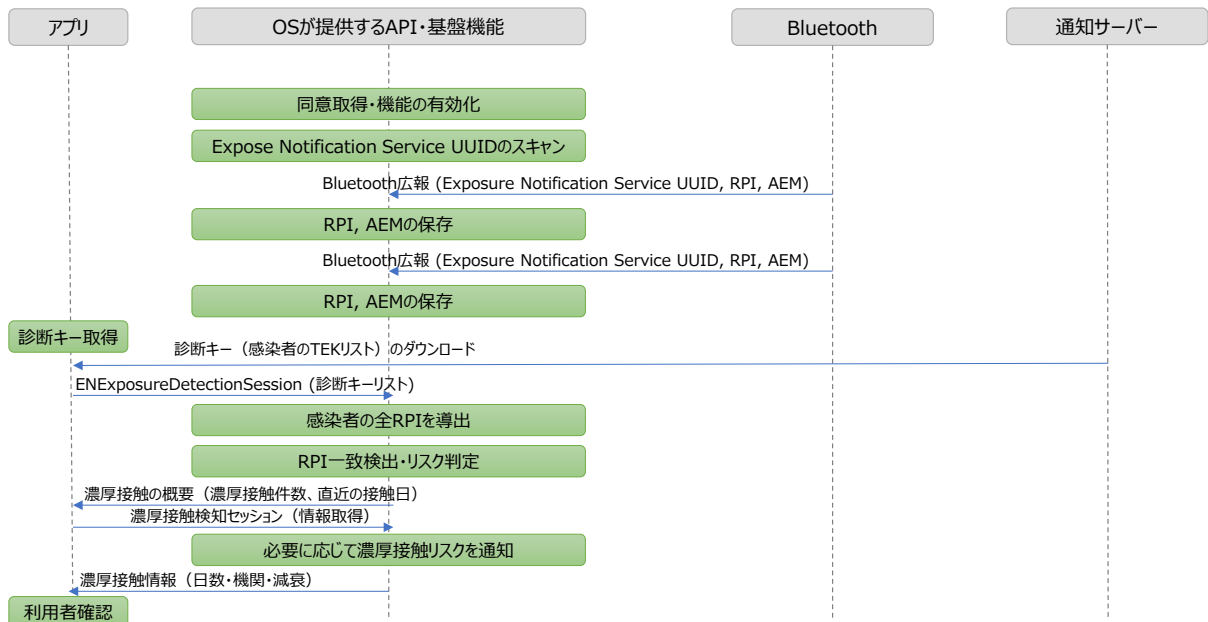 アプリ
OSが提供するAPI・基盤機能
Bluetooth
通知サーバー
同意取得・機能の有効化
Expose Notification Service UUIDのスキャン
Bluetooth広報 (Exposure Notification Service UUID, RPI, AEM)
RPI, AEMの保存
Bluetooth広報 (Exposure Notification Service UUID, RPI, AEM)
RPI, AEMの保存
診断キー取得
診断キー（感染者のTEKリスト）のダウンロード
ENExposureDetectionSession (診断キーリスト)
感染者の全RPIを導出
RPI一致検出・リスク判定
濃厚接触の概要（濃厚接触件数、直近の接触日）
濃厚接触検知セッション（情報取得）
必要に応じて濃厚接触リスクを通知
濃厚接触情報（日数・機関・減衰）
利用者確認